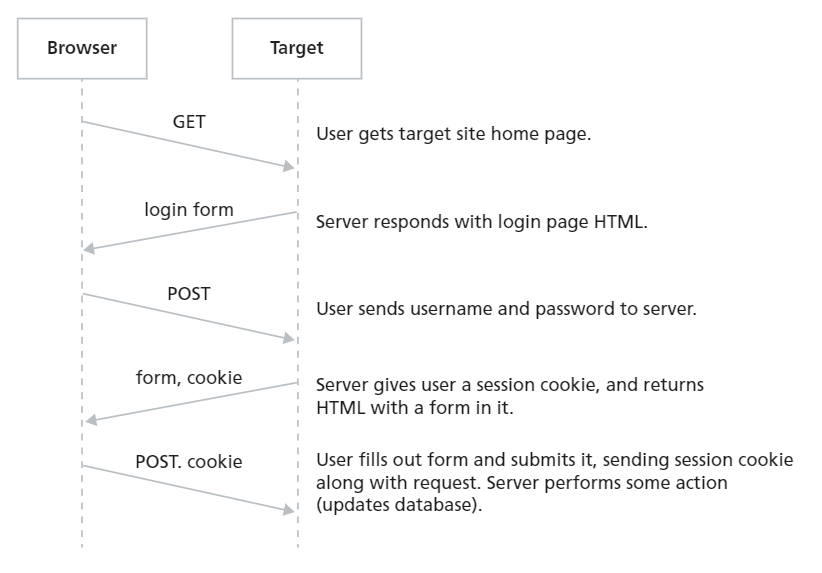 Browser
Target
GET
User gets target site home page.
login form
Server responds with login page HTML.
POST
User sends username and password to server.
form, cookie
Server gives user a session cookie, and returns
HTML with a form in it.
POST. cookie
User fills out form and submits it, sending session cookie
along with request. Server performs some action
(updates database).